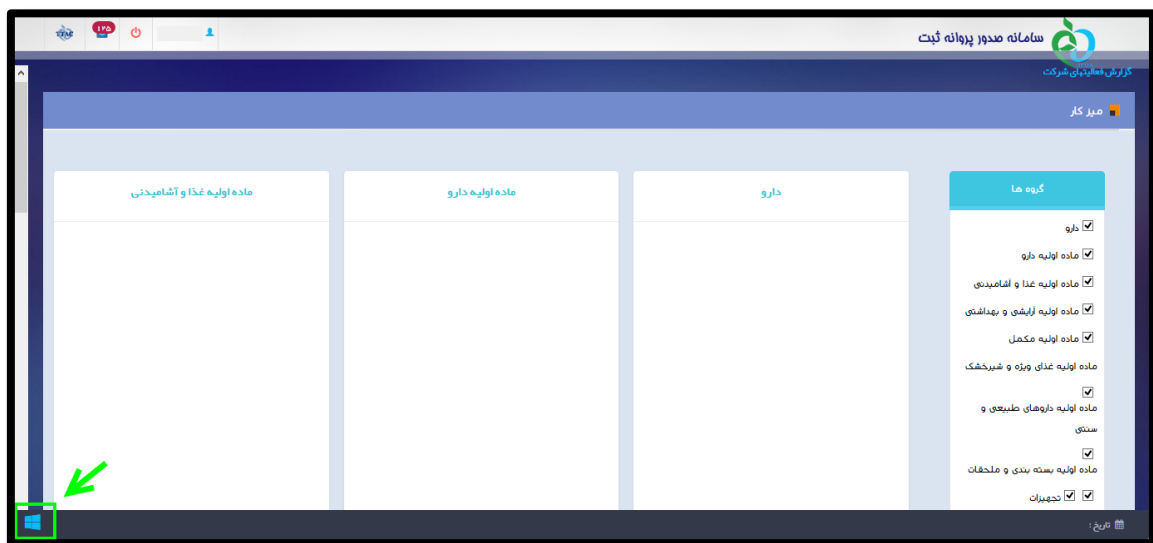 سامانه صدور پروانه ثبت
۱۲۵
TTAC
گزارش فعالیتهای شرکت
میز کار
گروه ها
دارو
ماده اولیه دارو
ماده اولیه غذا و آشامیدنی
دارو
ماده اولیه دارو
ماده اولیه غذا و آشامیدنی
ماده اولیه آرایشی و بهداشتی
ماده اولیه مکمل
ماده اولیه غذای ویژه و شیرخشک
ماده اولیه داروهای طبیعی و
سنتی
ماده اولیه بسته بندی و ملحقات
تجهیزات
تاریخ :